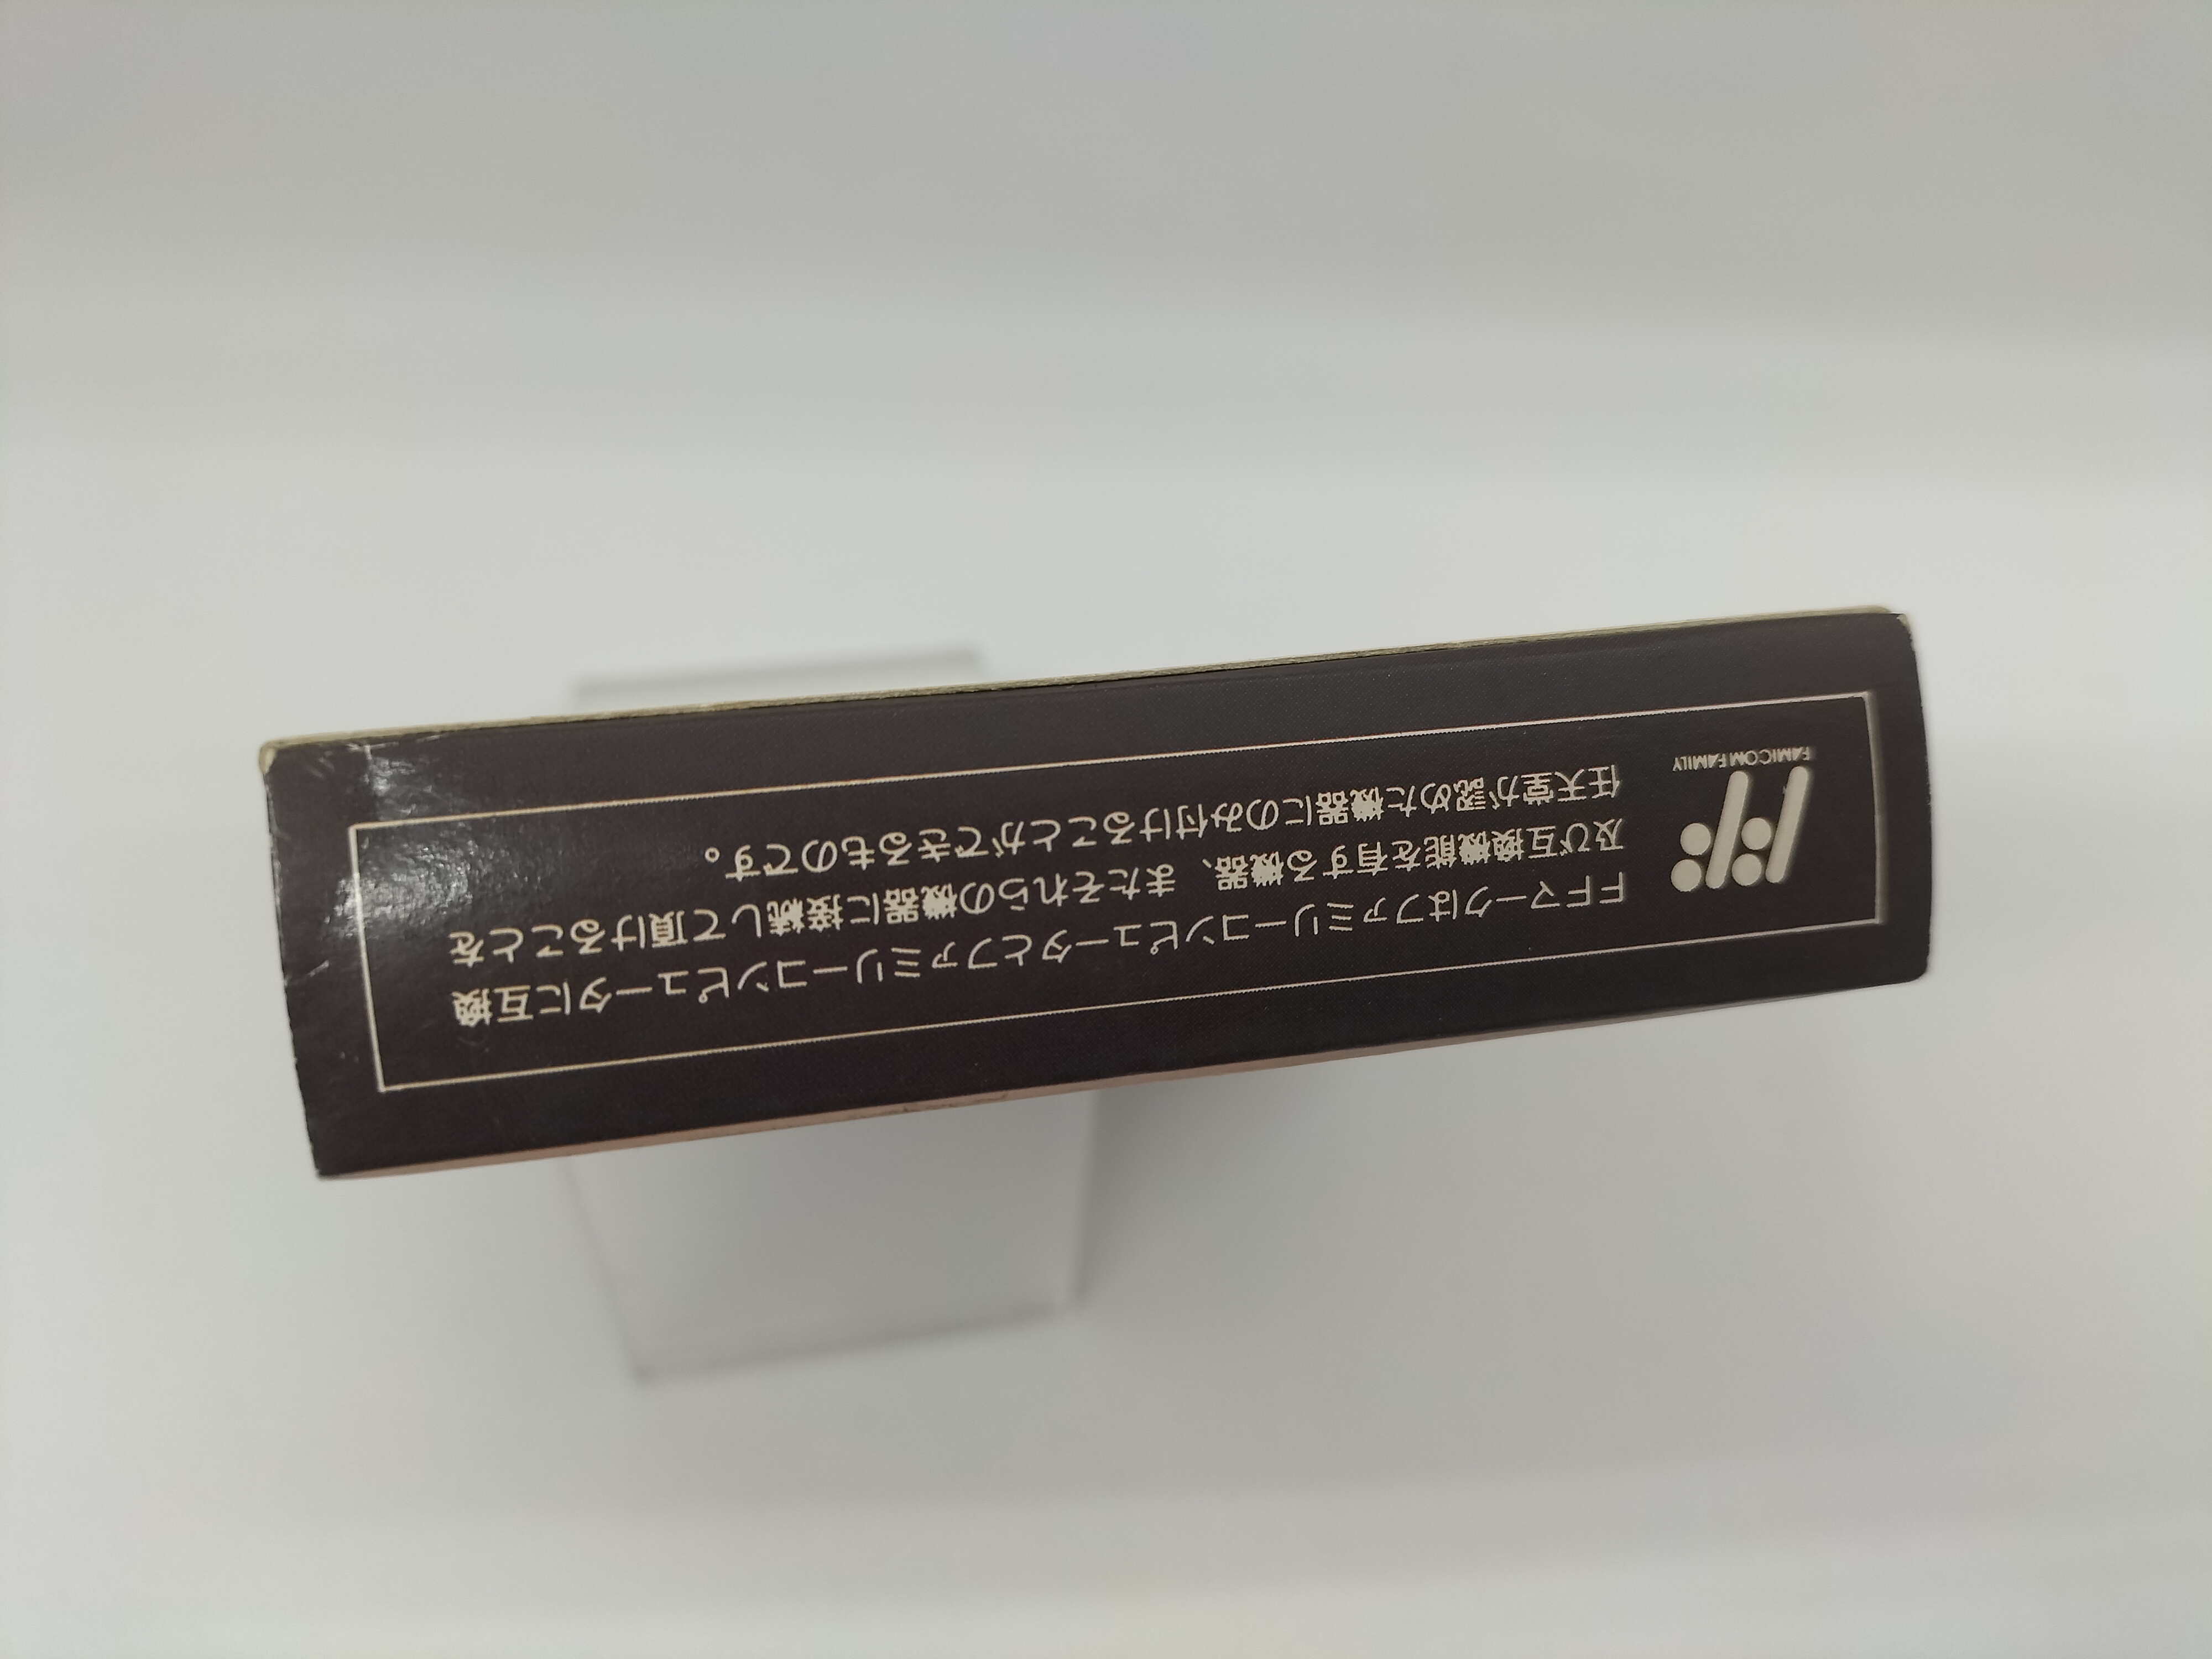 FAMICOM FAMILY
FFマークはファミリーコンピュータとファミリーコンピュータに互換
及び互換機能を有する機器、またそれらの機器に接続して頂けることを
任天堂が認めた機器にのみ付けることができるものです。